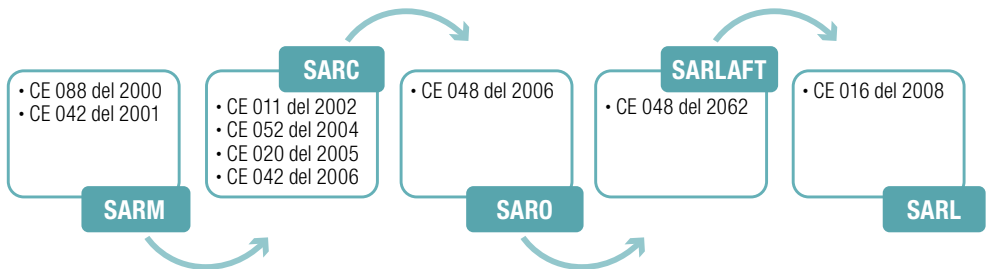 • CE 088 del 2000
• CE 042 del 2001
SARM
SARC
• CE 011 del 2002
• CE 052 del 2004
• CE 020 del 2005
• CE 042 del 2006
• CE 048 del 2006
SARO
SARLAFT
• CE 048 del 2062
• CE 016 del 2008
SARL